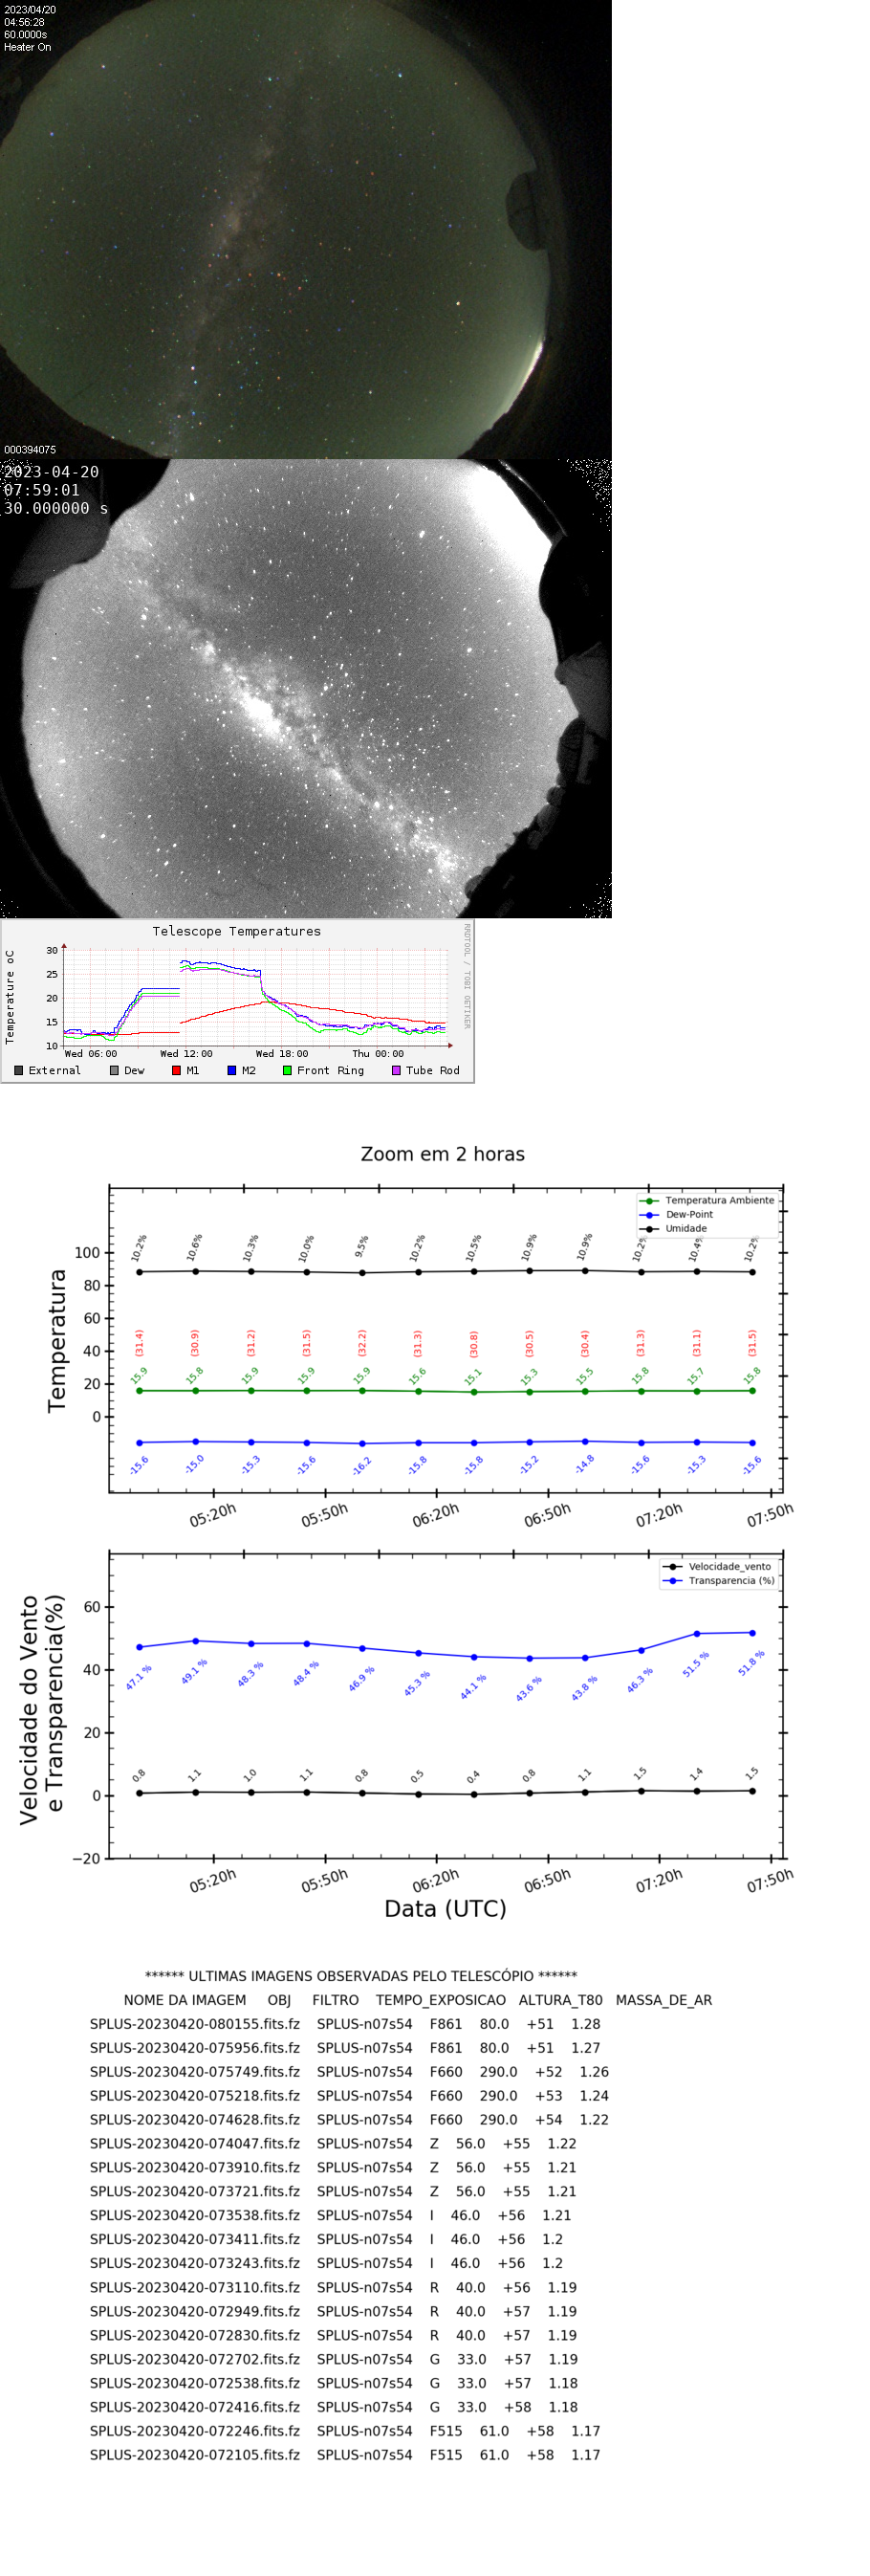 2023/04/20
04:56:28
60.0000s
Heater On
000394075
2023-04-20
07:59:01
30.000000 s
Telescope Temperatures
RRDTOOL / TOBI OETIKER
Temperature oC
30
25
20
15
10
Wed 06:00 Wed 12:00 Wed 18:00 Thu 00:00
External Dew M1 M2 Front Ring Tube Rod
Zoom em 2 horas
Temperatura Ambiente
Dew-Point
Umidade
Temperatura
100
80
60
40
20
0
10.2% 10.6% 10.3% 10.0% 9.5% 10.2% 10.5% 10.9% 10.9% 10.2% 10.4% 10.2%
(31.4) (30.9) (31.2) (31.5) (32.2) (31.3) (30.8) (30.5) (30.4) (31.3) (31.1) (31.5)
15.9 15.8 15.9 15.9 15.9 15.6 15.1 15.3 15.5 15.8 15.7 15.8
-15.6 -15.0 -15.3 -15.6 -16.2 -15.8 -15.8 -15.2 -14.8 -15.6 -15.3 -15.6
05:20h 05:50h 06:20h 06:50h 07:20h 07:50h
Velocidade_vento
Transparencia (%)
Velocidade do Vento
e Transparencia(%)
60
40
20
0
−20
47.1 % 49.1 % 48.3 % 48.4 % 46.9 % 45.3 % 44.1 % 43.6 % 43.8 % 46.3 % 51.5 % 51.8 %
0.8 1.1 1.0 1.1 0.8 0.5 0.4 0.8 1.1 1.5 1.4 1.5
05:20h 05:50h 06:20h 06:50h 07:20h 07:50h
Data (UTC)
****** ULTIMAS IMAGENS OBSERVADAS PELO TELESCÓPIO ******
NOME DA IMAGEM OBJ FILTRO TEMPO_EXPOSICAO ALTURA_T80 MASSA_DE_AR
SPLUS-20230420-080155.fits.fz SPLUS-n07s54 F861 80.0 +51 1.28
SPLUS-20230420-075956.fits.fz SPLUS-n07s54 F861 80.0 +51 1.27
SPLUS-20230420-075749.fits.fz SPLUS-n07s54 F660 290.0 +52 1.26
SPLUS-20230420-075218.fits.fz SPLUS-n07s54 F660 290.0 +53 1.24
SPLUS-20230420-074628.fits.fz SPLUS-n07s54 F660 290.0 +54 1.22
SPLUS-20230420-074047.fits.fz SPLUS-n07s54 Z 56.0 +55 1.22
SPLUS-20230420-073910.fits.fz SPLUS-n07s54 Z 56.0 +55 1.21
SPLUS-20230420-073721.fits.fz SPLUS-n07s54 Z 56.0 +55 1.21
SPLUS-20230420-073538.fits.fz SPLUS-n07s54 I 46.0 +56 1.21
SPLUS-20230420-073411.fits.fz SPLUS-n07s54 I 46.0 +56 1.2
SPLUS-20230420-073243.fits.fz SPLUS-n07s54 I 46.0 +56 1.2
SPLUS-20230420-073110.fits.fz SPLUS-n07s54 R 40.0 +56 1.19
SPLUS-20230420-072949.fits.fz SPLUS-n07s54 R 40.0 +57 1.19
SPLUS-20230420-072830.fits.fz SPLUS-n07s54 R 40.0 +57 1.19
SPLUS-20230420-072702.fits.fz SPLUS-n07s54 G 33.0 +57 1.19
SPLUS-20230420-072538.fits.fz SPLUS-n07s54 G 33.0 +57 1.18
SPLUS-20230420-072416.fits.fz SPLUS-n07s54 G 33.0 +58 1.18
SPLUS-20230420-072246.fits.fz SPLUS-n07s54 F515 61.0 +58 1.17
SPLUS-20230420-072105.fits.fz SPLUS-n07s54 F515 61.0 +58 1.17